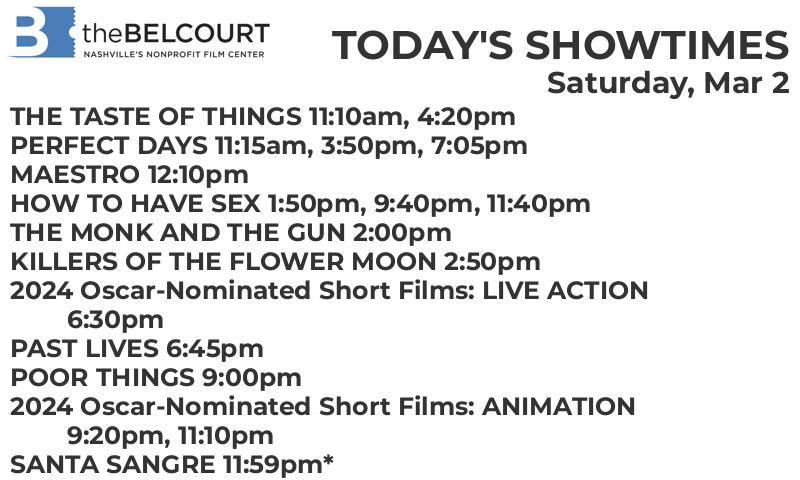 B theBELCOURT
NASHVILLE'S NONPROFIT FILM CENTER
TODAY'S SHOWTIMES
Saturday, Mar 2
THE TASTE OF THINGS 11:10am, 4:20pm
PERFECT DAYS 11:15am, 3:50pm, 7:05pm
MAESTRO 12:10pm
HOW TO HAVE SEX 1:50pm, 9:40pm, 11:40pm
THE MONK AND THE GUN 2:00pm
KILLERS OF THE FLOWER MOON 2:50pm
2024 Oscar-Nominated Short Films: LIVE ACTION
6:30pm
PAST LIVES 6:45pm
POOR THINGS 9:00pm
2024 Oscar-Nominated Short Films: ANIMATION
9:20pm, 11:10pm
SANTA SANGRE 11:59pm*